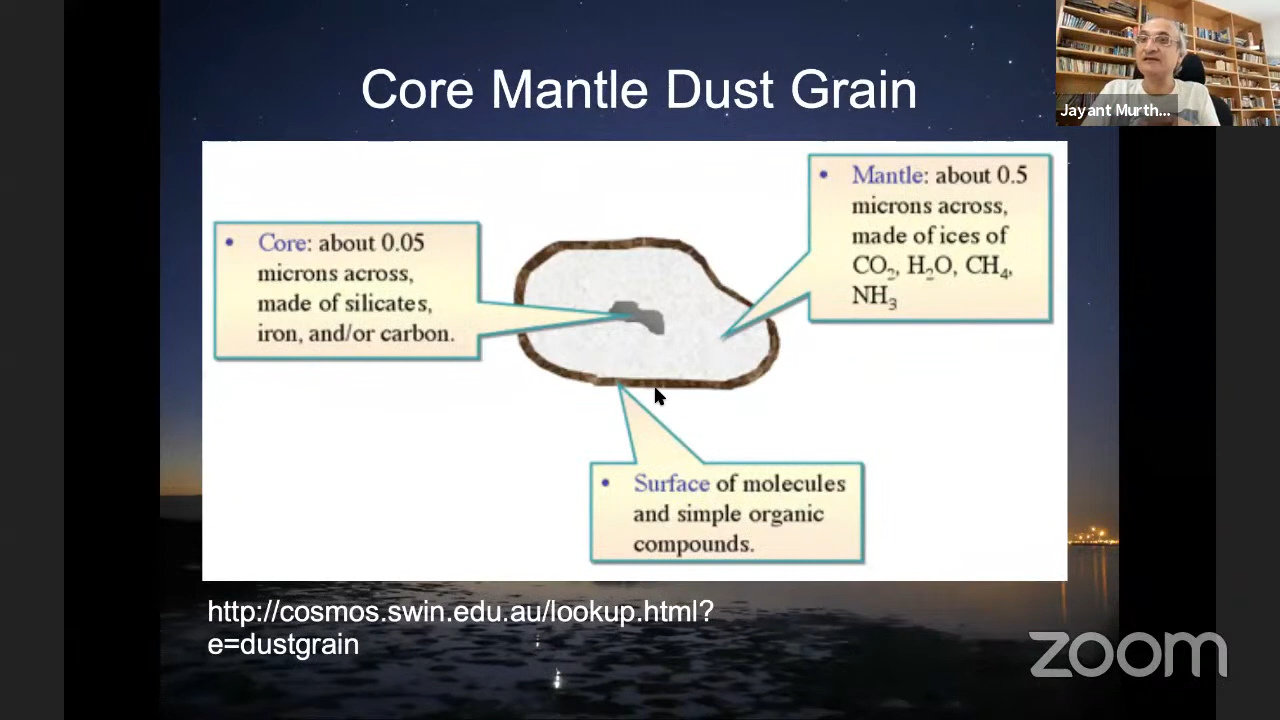 Core Mantle Dust Grain
Jayant Murth...
• Core: about 0.05
microns across,
made of silicates,
iron, and/or carbon.
• Mantle: about 0.5
microns across,
made of ices of
CO₂, H₂O, CH₄,
NH₃
• Surface of molecules
and simple organic
compounds.
http://cosmos.swin.edu.au/lookup.html?
e=dustgrain
zoom